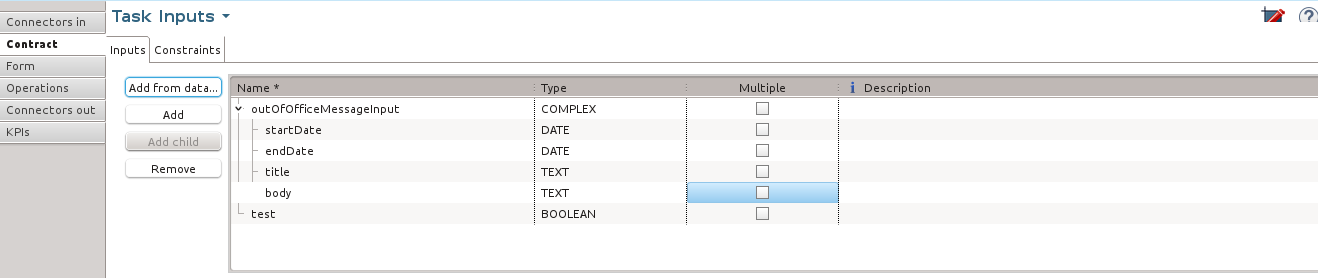 Task Inputs
Connectors in
Contract
Form
Operations
Connectors out
KPIs
Inputs Constraints
Add from data...
Add
Add child
Remove
Name * Type Multiple i Description
outOfOfficeMessageInput COMPLEX
startDate DATE
endDate DATE
title TEXT
body TEXT
test BOOLEAN